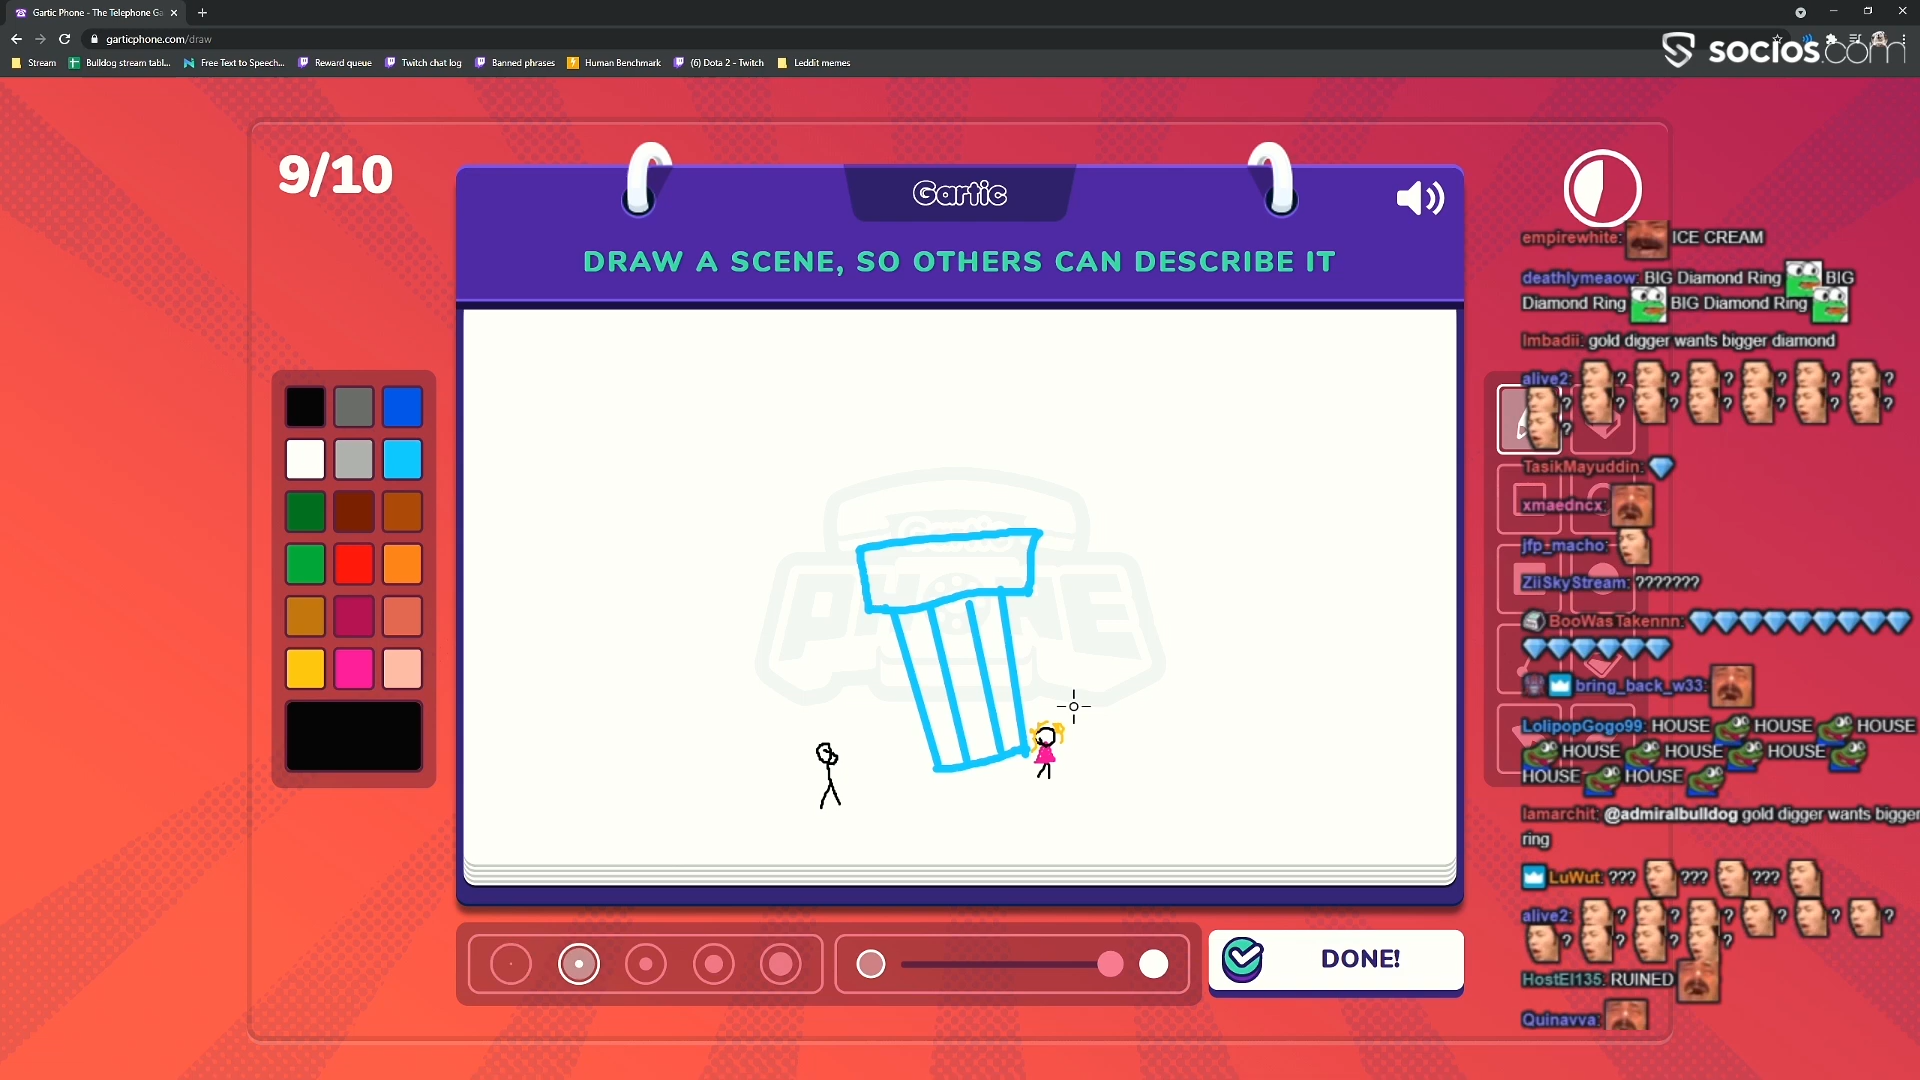 Gartic Phone - The Telephone Ga
garticphone.com/draw
Stream
Bulldog stream tabl...
Free Text to Speech...
Reward queue
Twitch chat log
Banned phrases
Human Benchmark
(6) Dota 2 - Twitch
Leddit memes
socios.com
9/10
Gartic
DRAW A SCENE, SO OTHERS CAN DESCRIBE IT
Gartic
PHONE
DONE!
empirewhite: ICE CREAM
deathlymeaow: BIG Diamond Ring BIG
Diamond Ring BIG Diamond Ring
Imbadii: gold digger wants bigger diamond
alive2: ? ? ? ? ? ?
? ? ? ? ? ? ?
?
TasikMayuddin:
xmaedncx:
jfp_macho:
ZiiSkyStream: ???????
BooWasTakennn:
bring_back_w33:
LolipopGogo99: HOUSE HOUSE HOUSE
HOUSE HOUSE HOUSE
HOUSE HOUSE
lamarchit: @admiralbulldog gold digger wants bigger
ring
LuWut: ??? ??? ???
alive2: ? ? ? ? ? ?
? ? ? ?
HostEl135: RUINED
Quinavva: